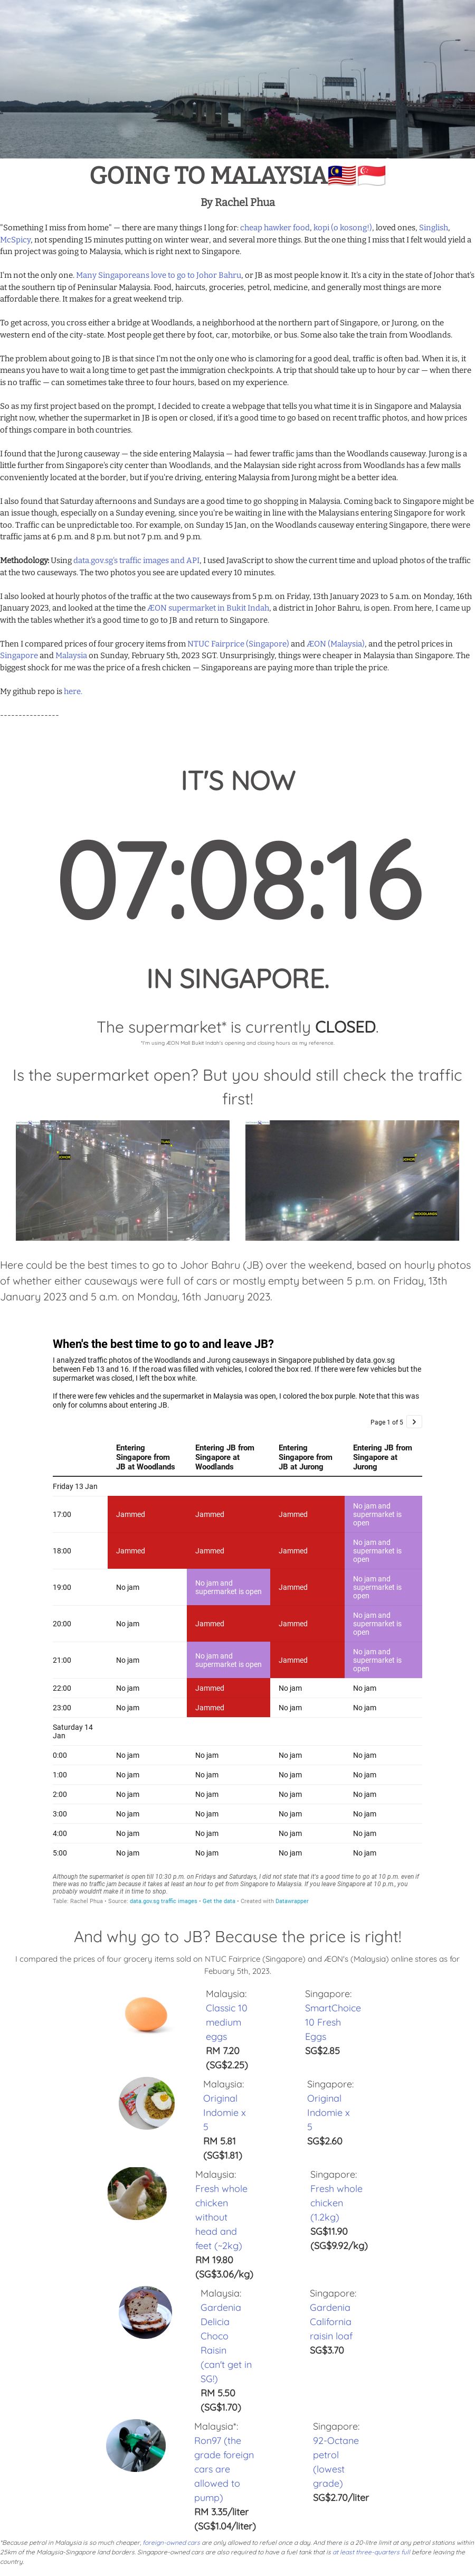 GOING TO MALAYSIA🇲🇾🇸🇬
By Rachel Phua
"Something I miss from home" — there are many things I long for: cheap hawker food, kopi (o kosong!), loved ones, Singlish,
McSpicy, not spending 15 minutes putting on winter wear, and several more things. But the one thing I miss that I felt would yield a
fun project was going to Malaysia, which is right next to Singapore.
I'm not the only one. Many Singaporeans love to go to Johor Bahru, or JB as most people know it. It's a city in the state of Johor that's
at the southern tip of Peninsular Malaysia. Food, haircuts, groceries, petrol, medicine, and generally most things are more
affordable there. It makes for a great weekend trip.
To get across, you cross either a bridge at Woodlands, a neighborhood at the northern part of Singapore, or Jurong, on the
western end of the city-state. Most people get there by foot, car, motorbike, or bus. Some also take the train from Woodlands.
The problem about going to JB is that since I'm not the only one who is clamoring for a good deal, traffic is often bad. When it is, it
means you have to wait a long time to get past the immigration checkpoints. A trip that should take up to hour by car — when there
is no traffic — can sometimes take three to four hours, based on my experience.
So as my first project based on the prompt, I decided to create a webpage that tells you what time it is in Singapore and Malaysia
right now, whether the supermarket in JB is open or closed, if it's a good time to go based on recent traffic photos, and how prices
of things compare in both countries.
I found that the Jurong causeway — the side entering Malaysia — had fewer traffic jams than the Woodlands causeway. Jurong is a
little further from Singapore's city center than Woodlands, and the Malaysian side right across from Woodlands has a few malls
conveniently located at the border, but if you're driving, entering Malaysia from Jurong might be a better idea.
I also found that Saturday afternoons and Sundays are a good time to go shopping in Malaysia. Coming back to Singapore might be
an issue though, especially on a Sunday evening, since you're be waiting in line with the Malaysians entering Singapore for work
too. Traffic can be unpredictable too. For example, on Sunday 15 Jan, on the Woodlands causeway entering Singapore, there were
traffic jams at 6 p.m. and 8 p.m. but not 7 p.m. and 9 p.m.
Methodology: Using data.gov.sg's traffic images and API, I used JavaScript to show the current time and upload photos of the traffic
at the two causeways. The two photos you see are updated every 10 minutes.
I also looked at hourly photos of the traffic at the two causeways from 5 p.m. on Friday, 13th January 2023 to 5 a.m. on Monday, 16th
January 2023, and looked at the time the ÆON supermarket in Bukit Indah, a district in Johor Bahru, is open. From here, I came up
with the tables whether it's a good time to go to JB and return to Singapore.
Then I compared prices of four grocery items from NTUC Fairprice (Singapore) and ÆON (Malaysia), and the petrol prices in
Singapore and Malaysia on Sunday, February 5th, 2023 SGT. Unsurprisingly, things were cheaper in Malaysia than Singapore. The
biggest shock for me was the price of a fresh chicken — Singaporeans are paying more than triple the price.
My github repo is here.
----------------
IT'S NOW
07:08:16
IN SINGAPORE.
The supermarket* is currently CLOSED.
*I'm using ÆON Mall Bukit Indah's opening and closing hours as my reference.
Is the supermarket open? But you should still check the traffic
first!
JOHOR
JOHOR
WOODLANDS
Here could be the best times to go to Johor Bahru (JB) over the weekend, based on hourly photos
of whether either causeways were full of cars or mostly empty between 5 p.m. on Friday, 13th
January 2023 and 5 a.m. on Monday, 16th January 2023.
When's the best time to go to and leave JB?
I analyzed traffic photos of the Woodlands and Jurong causeways in Singapore published by data.gov.sg
between Feb 13 and 16. If the road was filled with vehicles, I colored the box red. If there were few vehicles but the
supermarket was closed, I left the box white.
If there were few vehicles and the supermarket in Malaysia was open, I colored the box purple. Note that this was
only for columns about entering JB.
Page 1 of 5 >
Entering Singapore from JB at Woodlands | Entering JB from Singapore at Woodlands | Entering Singapore from JB at Jurong | Entering JB from Singapore at Jurong
Friday 13 Jan
17:00 Jammed Jammed Jammed No jam and supermarket is open
18:00 Jammed Jammed Jammed No jam and supermarket is open
19:00 No jam No jam and supermarket is open Jammed No jam and supermarket is open
20:00 No jam Jammed Jammed No jam and supermarket is open
21:00 No jam No jam and supermarket is open Jammed No jam and supermarket is open
22:00 No jam Jammed No jam No jam
23:00 No jam Jammed No jam No jam
Saturday 14 Jan
0:00 No jam No jam No jam No jam
1:00 No jam No jam No jam No jam
2:00 No jam No jam No jam No jam
3:00 No jam No jam No jam No jam
4:00 No jam No jam No jam No jam
5:00 No jam No jam No jam No jam
Although the supermarket is open till 10:30 p.m. on Fridays and Saturdays, I did not state that it's a good time to go at 10 p.m. even if
there was no traffic jam because it takes at least an hour to get from Singapore to Malaysia. If you leave Singapore at 10 p.m., you
probably wouldn't make it in time to shop.
Table: Rachel Phua • Source: data.gov.sg traffic images • Get the data • Created with Datawrapper
And why go to JB? Because the price is right!
I compared the prices of four grocery items sold on NTUC Fairprice (Singapore) and ÆON's (Malaysia) online stores as for
Febuary 5th, 2023.
Malaysia:
Classic 10
medium
eggs
RM 7.20
(SG$2.25)
Singapore:
SmartChoice
10 Fresh
Eggs
SG$2.85
Malaysia:
Original
Indomie x
5
RM 5.81
(SG$1.81)
Singapore:
Original
Indomie x
5
SG$2.60
Malaysia:
Fresh whole
chicken
without
head and
feet (~2kg)
RM 19.80
(SG$3.06/kg)
Singapore:
Fresh whole
chicken
(1.2kg)
SG$11.90
(SG$9.92/kg)
Malaysia:
Gardenia
Delicia
Choco
Raisin
(can't get in
SG!)
RM 5.50
(SG$1.70)
Singapore:
Gardenia
California
raisin loaf
SG$3.70
Malaysia*:
Ron97 (the
grade foreign
cars are
allowed to
pump)
RM 3.35/liter
(SG$1.04/liter)
Singapore:
92-Octane
petrol
(lowest
grade)
SG$2.70/liter
*Because petrol in Malaysia is so much cheaper, foreign-owned cars are only allowed to refuel once a day. And there is a 20-litre limit at any petrol stations within
25km of the Malaysia-Singapore land borders. Singapore-owned cars are also required to have a fuel tank that is at least three-quarters full before leaving the
country.